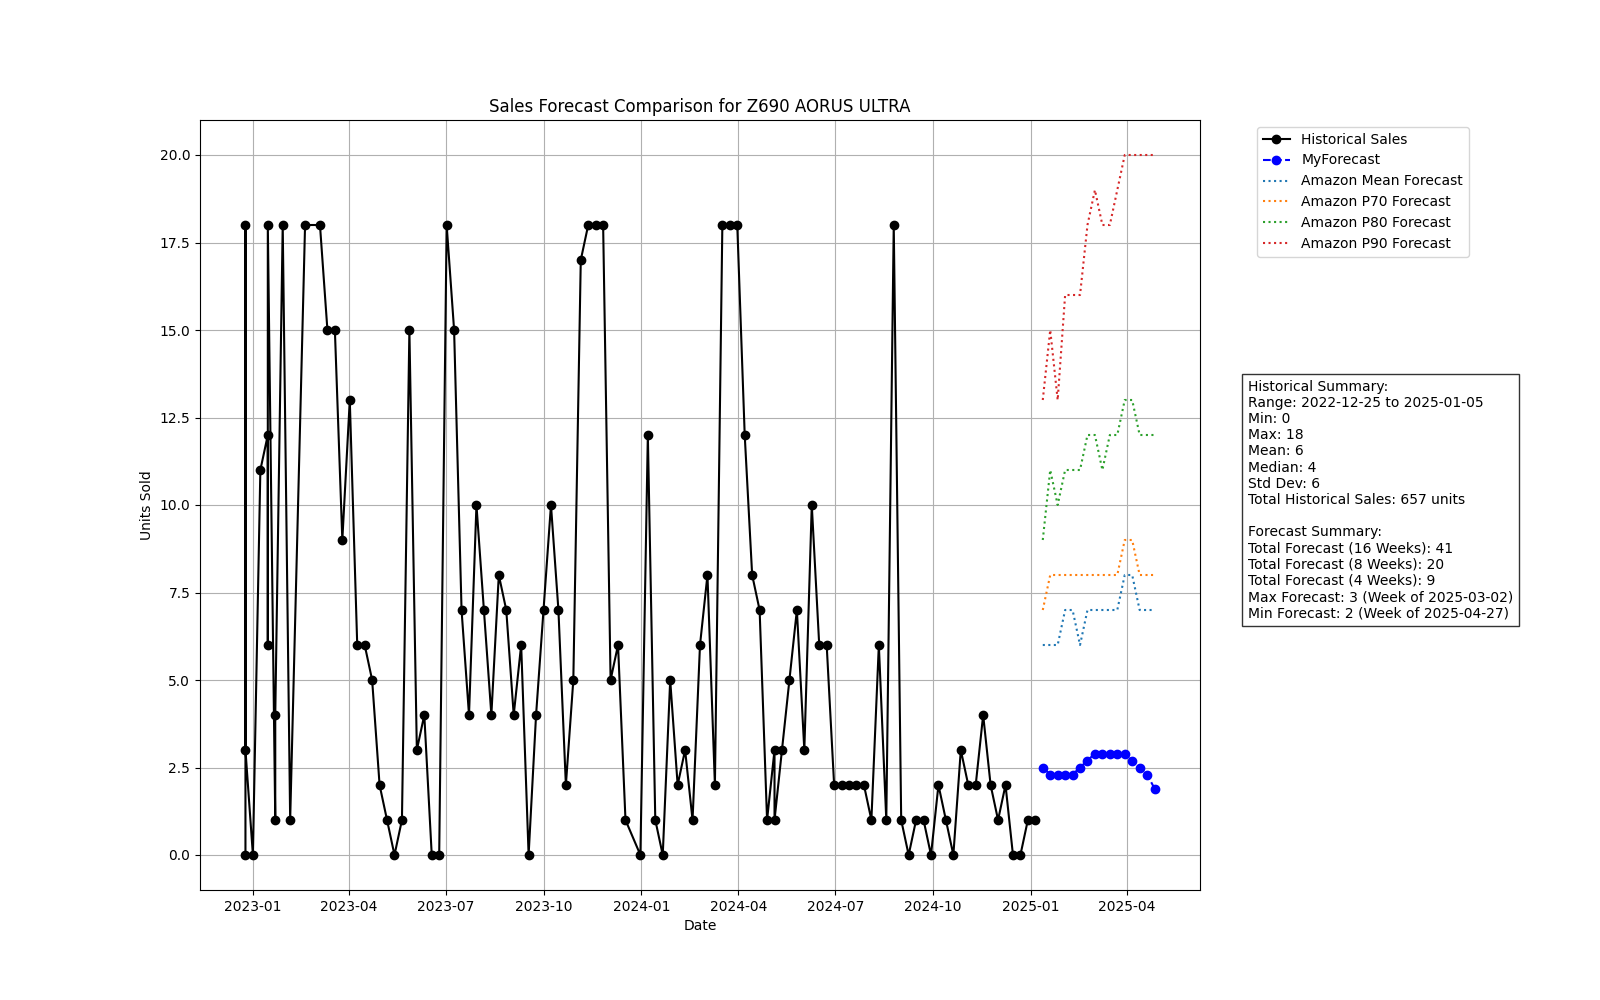 Sales Forecast Comparison for Z690 AORUS ULTRA
Historical Sales
MyForecast
Amazon Mean Forecast
Amazon P70 Forecast
Amazon P80 Forecast
Amazon P90 Forecast
20.0
17.5
15.0
12.5
10.0
7.5
5.0
2.5
0.0
Units Sold
2023-01 2023-04 2023-07 2023-10 2024-01 2024-04 2024-07 2024-10 2025-01 2025-04
Date
Historical Summary:
Range: 2022-12-25 to 2025-01-05
Min: 0
Max: 18
Mean: 6
Median: 4
Std Dev: 6
Total Historical Sales: 657 units
Forecast Summary:
Total Forecast (16 Weeks): 41
Total Forecast (8 Weeks): 20
Total Forecast (4 Weeks): 9
Max Forecast: 3 (Week of 2025-03-02)
Min Forecast: 2 (Week of 2025-04-27)